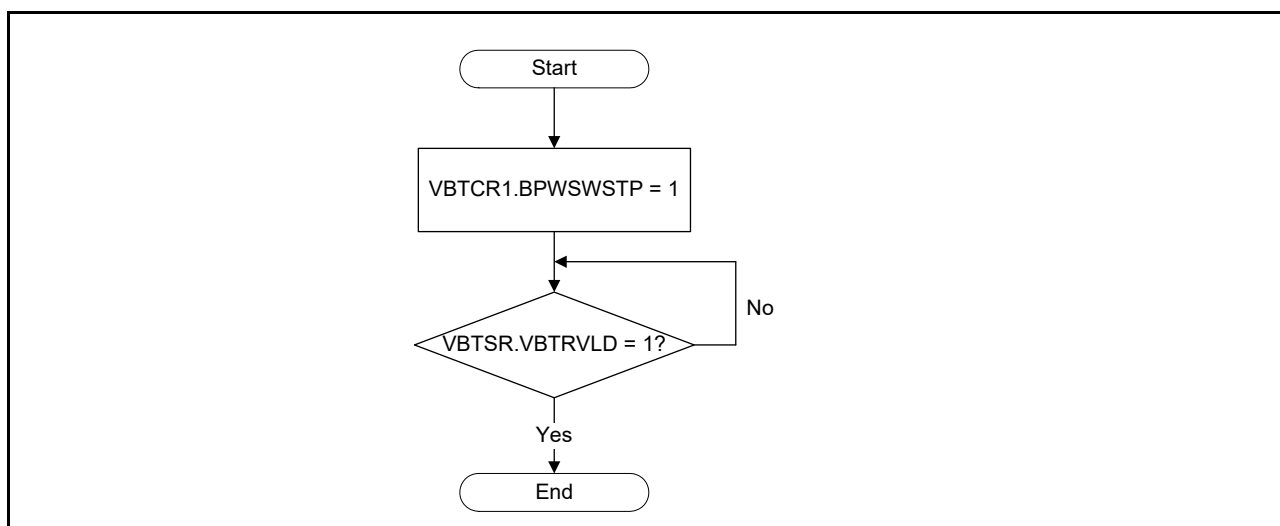 Start
VBTCR1.BPWSWSTP = 1
No
VBTSR.VBTRVLD = 1?
Yes
End